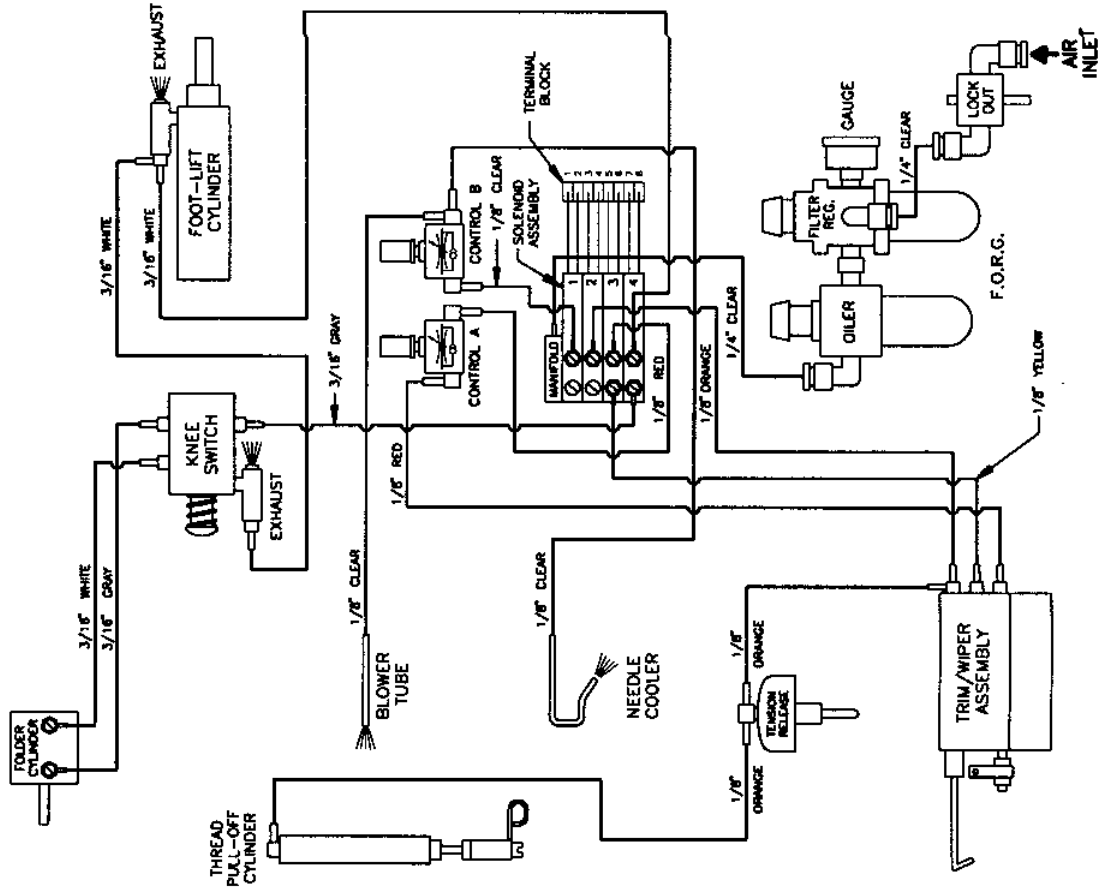 EXHAUST
FOOT-LIFT
CYLINDER
3/16" WHITE
3/16" WHITE
TERMINAL
BLOCK
SOLENOID
ASSEMBLY
1/8" CLEAR
CONTROL B
CONTROL A
MANIFOLD
1
2
3
4
1
2
3
4
5
6
7
8
GAUGE
FILTER
REG.
OILER
F.O.R.G.
1/4" CLEAR
LOCK
OUT
AIR
INLET
1/4" CLEAR
KNEE
SWITCH
EXHAUST
3/16" GRAY
1/8" RED
1/8" RED
1/8" ORANGE
1/8" YELLOW
3/16" WHITE
3/16" GRAY
FOLDER
CYLINDER
1/8" CLEAR
BLOWER
TUBE
1/8" CLEAR
NEEDLE
COOLER
1/8"
ORANGE
TENSION
RELEASE
1/8"
ORANGE
THREAD
PULL-OFF
CYLINDER
TRIM/WIPER
ASSEMBLY